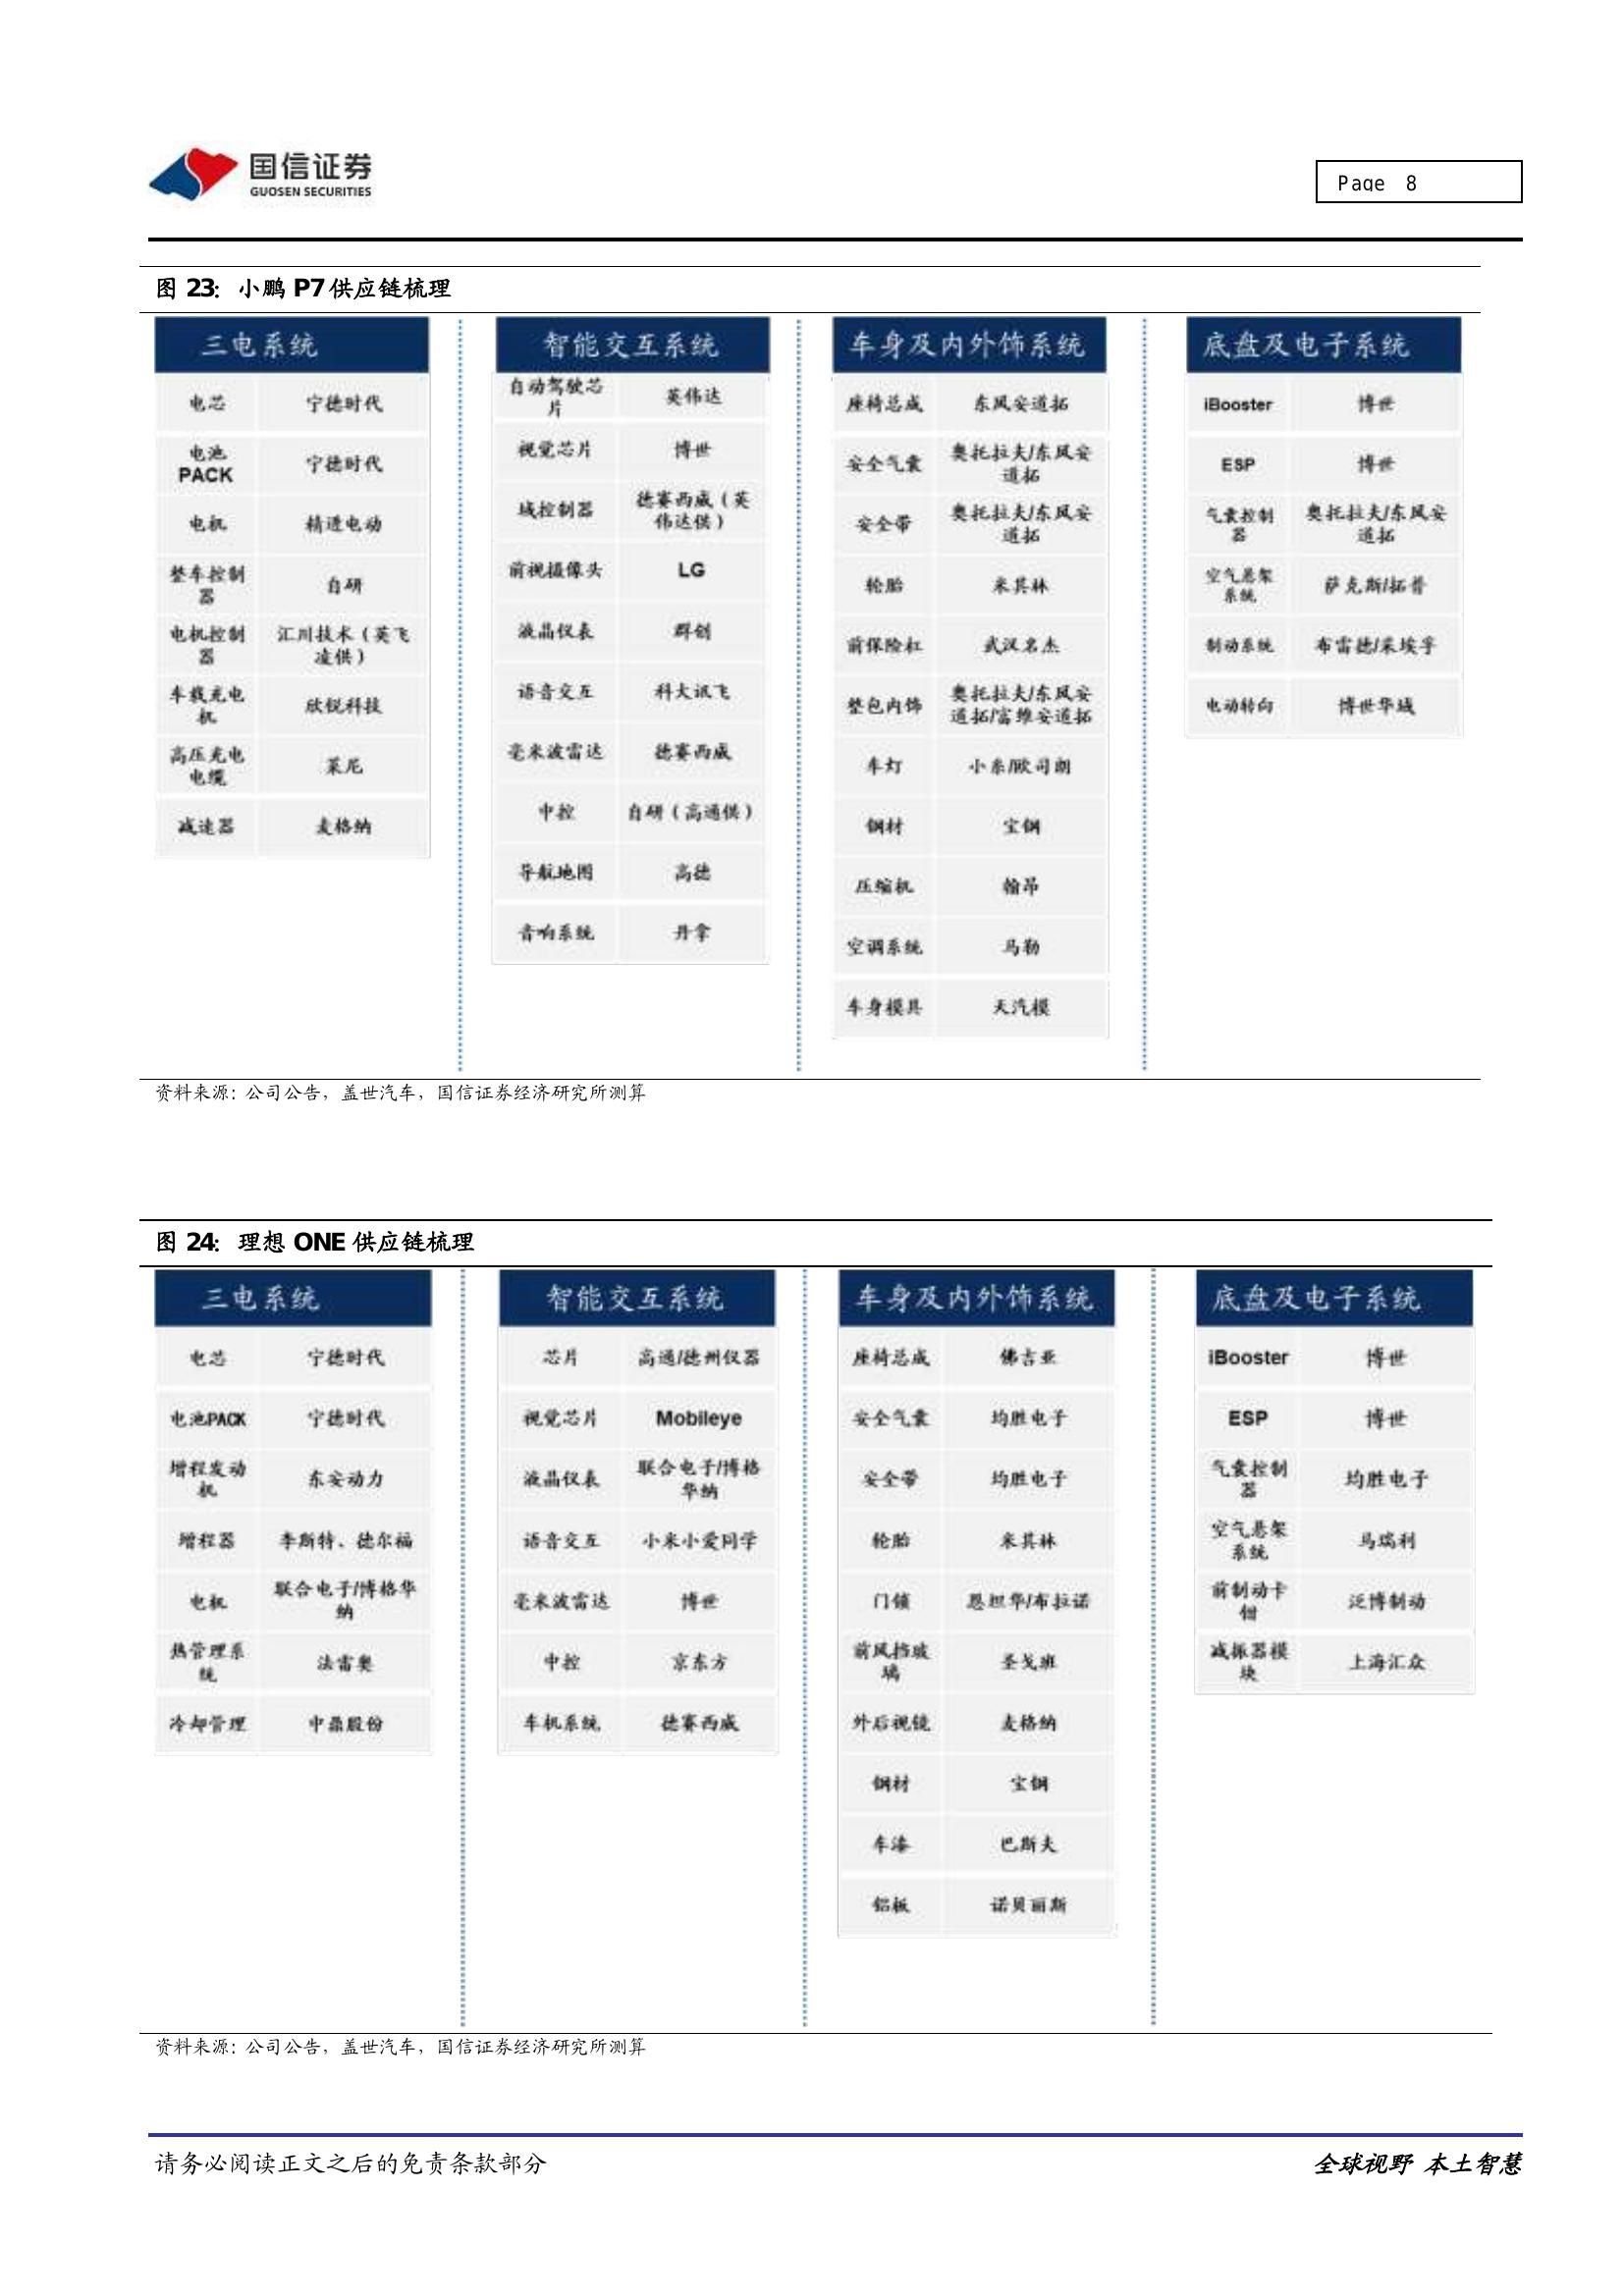 国信证券
GUOSEN SECURITIES
Page 8
图 23：小鹏 P7 供应链梳理
三电系统
电芯 宁德时代
电池
PACK
宁德时代
电机 精进电动
整车控制
器
自研
电机控制
器
汇川技术（英飞
凌供）
车载充电
机
欣锐科技
高压充电
电缆
莱尼
减速器 麦格纳
智能交互系统
自动驾驶芯
片
英伟达
视觉芯片 博世
域控制器
德赛西威（英
伟达供）
前视摄像头 LG
液晶仪表 群创
语音交互 科大讯飞
毫米波雷达 德赛西威
中控 自研（高通供）
导航地图 高德
音响系统 丹拿
车身及内外饰系统
座椅总成 东风安道拓
安全气囊
奥托拉夫/东风安
道拓
安全带
奥托拉夫/东风安
道拓
轮胎 米其林
前保险杠 武汉名杰
整包内饰
奥托拉夫/东风安
道拓/富维安道拓
车灯 小糸/欧司朗
钢材 宝钢
压缩机 翰昂
空调系统 马勒
车身模具 天汽模
底盘及电子系统
iBooster 博世
ESP 博世
气囊控制
器
奥托拉夫/东风安
道拓
空气悬架
系统
萨克斯/拓普
制动系统 布雷德/采埃孚
电动转向 博世华域
资料来源：公司公告，盖世汽车，国信证券经济研究所测算
图 24：理想 ONE 供应链梳理
三电系统
电芯 宁德时代
电池PACK 宁德时代
增程发动
机
东安动力
增程器 李斯特、德尔福
电机
联合电子/博格华
纳
热管理系
统
法雷奥
冷却管理 中鼎股份
智能交互系统
芯片 高通/德州仪器
视觉芯片 Mobileye
液晶仪表
联合电子/博格
华纳
语音交互 小米小爱同学
毫米波雷达 博世
中控 京东方
车机系统 德赛西威
车身及内外饰系统
座椅总成 佛吉亚
安全气囊 均胜电子
安全带 均胜电子
轮胎 米其林
门锁 恩坦华/布拉诺
前风挡玻
璃
圣戈班
外后视镜 麦格纳
钢材 宝钢
车漆 巴斯夫
铝板 诺贝丽斯
底盘及电子系统
iBooster 博世
ESP 博世
气囊控制
器
均胜电子
空气悬架
系统
马瑞利
前制动卡
钳
泛博制动
减振器模
块
上海汇众
资料来源：公司公告，盖世汽车，国信证券经济研究所测算
请务必阅读正文之后的免责条款部分
全球视野 本土智慧